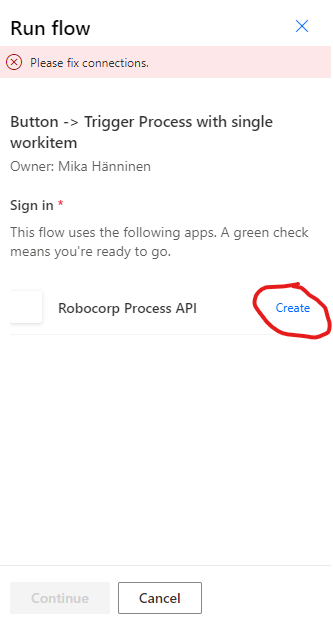 Run flow
Please fix connections.
Button -> Trigger Process with single
workitem
Owner: Mika Hänninen
Sign in *
This flow uses the following apps. A green check
means you're ready to go.
Robocorp Process API
Create
Continue
Cancel